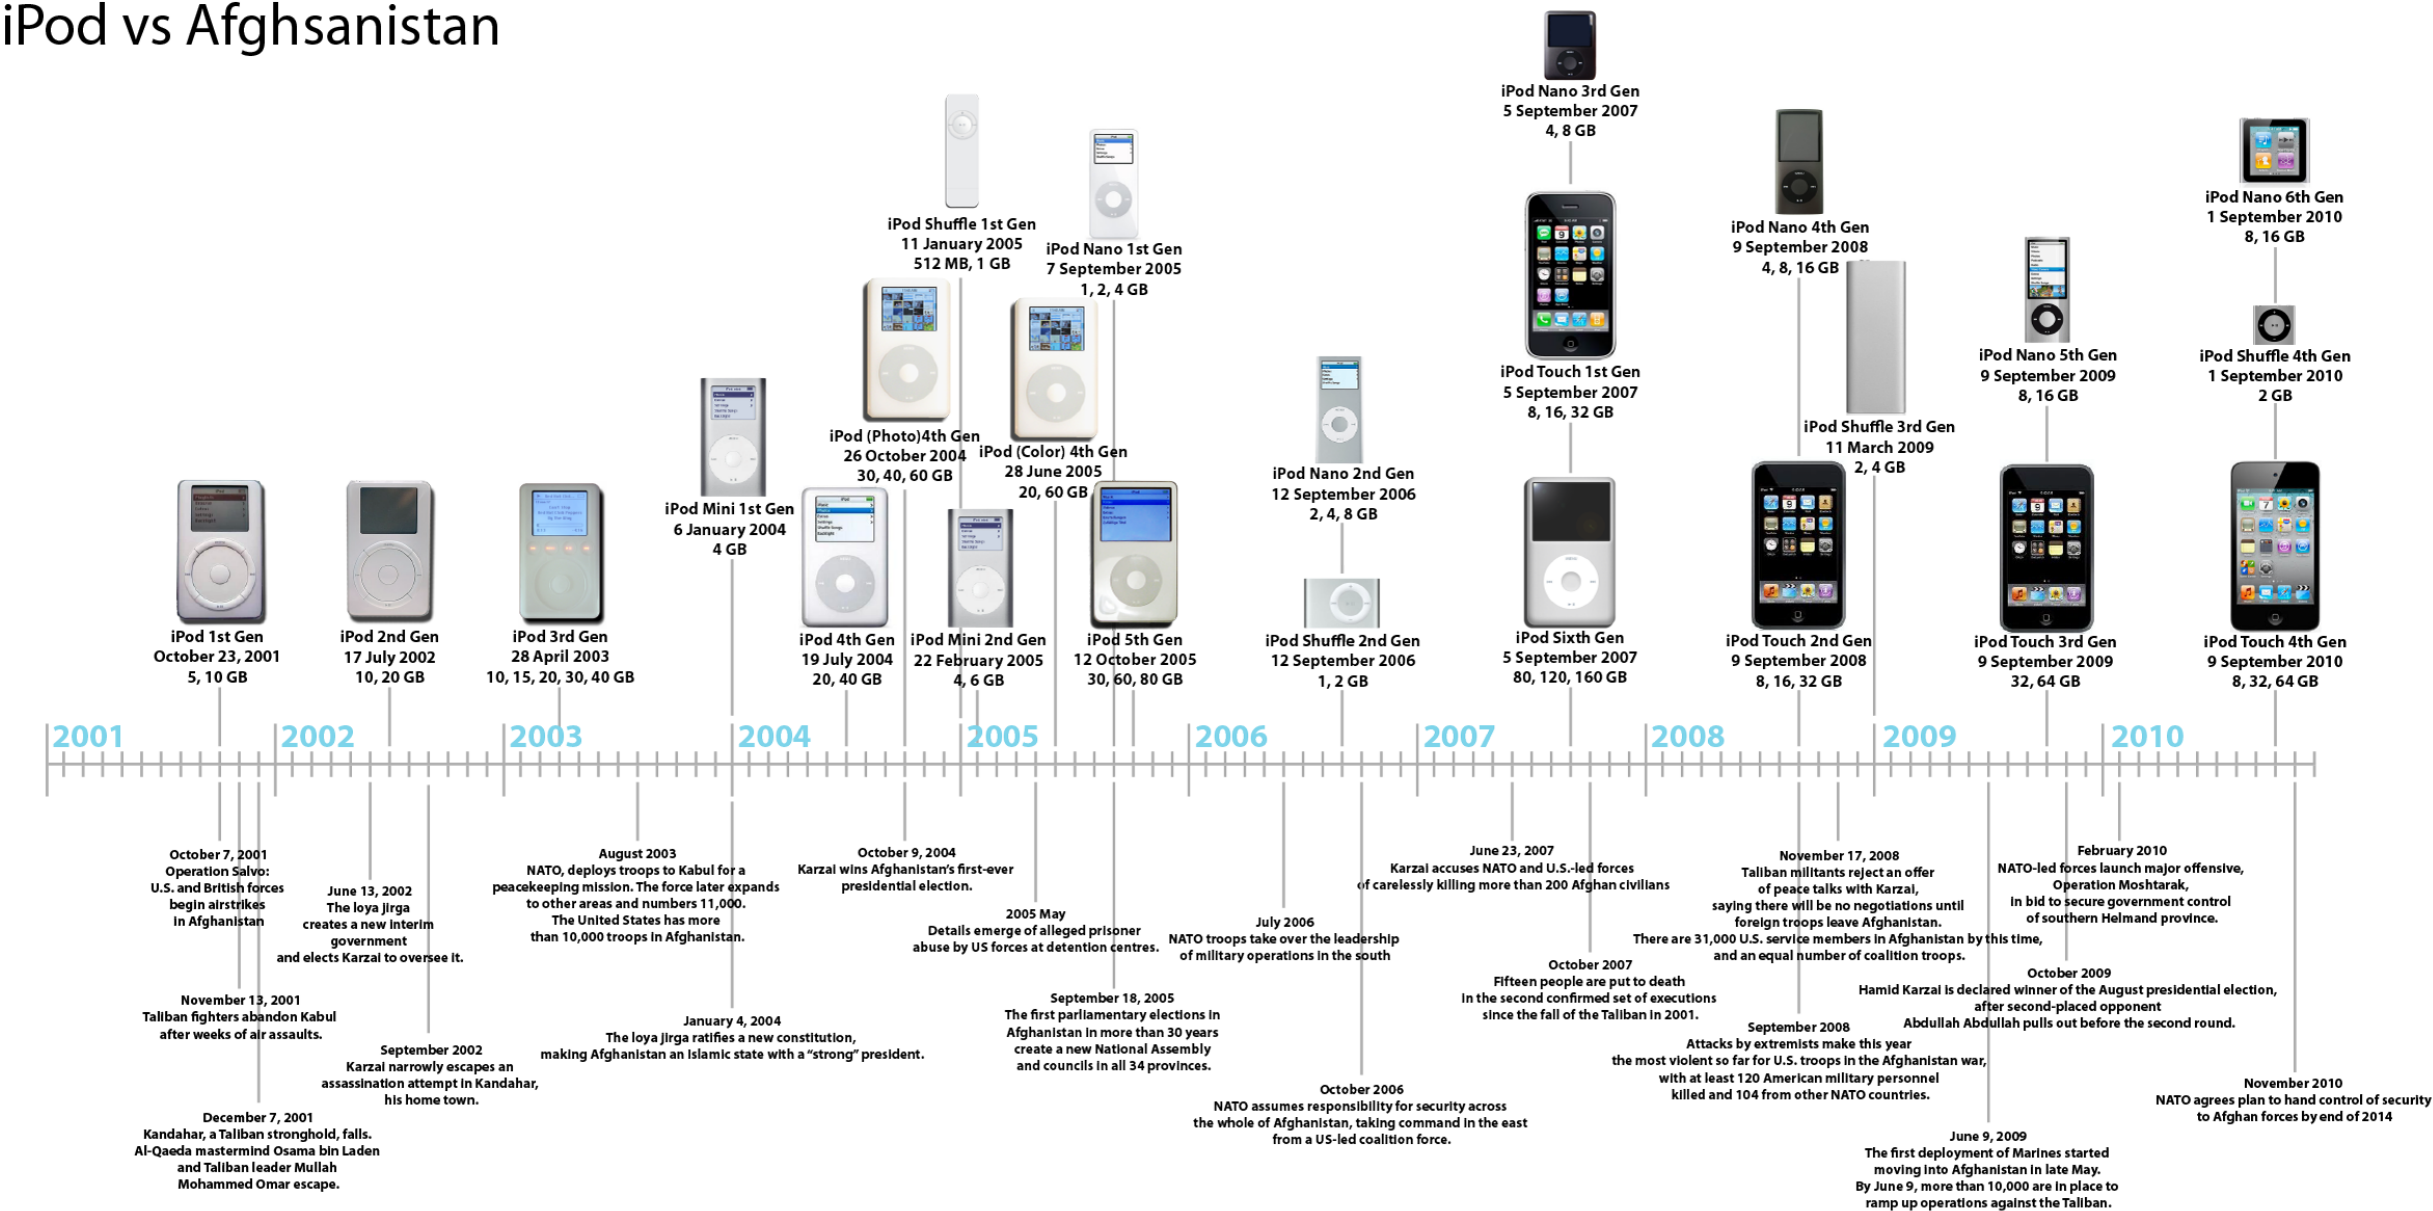 iPod vs Afghsanistan
iPod Nano 3rd Gen
5 September 2007
4, 8 GB
iPod Shuffle 1st Gen
11 January 2005
512 MB, 1 GB
iPod Nano 1st Gen
7 September 2005
1, 2, 4 GB
iPod Nano 4th Gen
9 September 2008
4, 8, 16 GB
iPod Nano 6th Gen
1 September 2010
8, 16 GB
iPod Touch 1st Gen
5 September 2007
8, 16, 32 GB
iPod Nano 5th Gen
9 September 2009
8, 16 GB
iPod Shuffle 4th Gen
1 September 2010
2 GB
iPod (Photo)4th Gen
26 October 2004
30, 40, 60 GB
iPod (Color) 4th Gen
28 June 2005
20, 60 GB
iPod Nano 2nd Gen
12 September 2006
2, 4, 8 GB
iPod Shuffle 3rd Gen
11 March 2009
2, 4 GB
iPod Mini 1st Gen
6 January 2004
4 GB
iPod 1st Gen
October 23, 2001
5, 10 GB
iPod 2nd Gen
17 July 2002
10, 20 GB
iPod 3rd Gen
28 April 2003
10, 15, 20, 30, 40 GB
iPod 4th Gen
19 July 2004
20, 40 GB
iPod Mini 2nd Gen
22 February 2005
4, 6 GB
iPod 5th Gen
12 October 2005
30, 60, 80 GB
iPod Shuffle 2nd Gen
12 September 2006
1, 2 GB
iPod Sixth Gen
5 September 2007
80, 120, 160 GB
iPod Touch 2nd Gen
9 September 2008
8, 16, 32 GB
iPod Touch 3rd Gen
9 September 2009
32, 64 GB
iPod Touch 4th Gen
9 September 2010
8, 32, 64 GB
2001
2002
2003
2004
2005
2006
2007
2008
2009
2010
October 7, 2001
Operation Salvo:
U.S. and British forces
begin airstrikes
in Afghanistan
November 13, 2001
Taliban fighters abandon Kabul
after weeks of air assaults.
December 7, 2001
Kandahar, a Taliban stronghold, falls.
Al-Qaeda mastermind Osama bin Laden
and Taliban leader Mullah
Mohammed Omar escape.
June 13, 2002
The loya jirga
creates a new interim
government
and elects Karzai to oversee it.
September 2002
Karzai narrowly escapes an
assassination attempt in Kandahar,
his home town.
August 2003
NATO, deploys troops to Kabul for a
peacekeeping mission. The force later expands
to other areas and numbers 11,000.
The United States has more
than 10,000 troops in Afghanistan.
January 4, 2004
The loya jirga ratifies a new constitution,
making Afghanistan an Islamic state with a “strong” president.
October 9, 2004
Karzai wins Afghanistan’s first-ever
presidential election.
2005 May
Details emerge of alleged prisoner
abuse by US forces at detention centres.
September 18, 2005
The first parliamentary elections in
Afghanistan in more than 30 years
create a new National Assembly
and councils in all 34 provinces.
July 2006
NATO troops take over the leadership
of military operations in the south
October 2006
NATO assumes responsibility for security across
the whole of Afghanistan, taking command in the east
from a US-led coalition force.
June 23, 2007
Karzai accuses NATO and U.S.-led forces
of carelessly killing more than 200 Afghan civilians
October 2007
Fifteen people are put to death
in the second confirmed set of executions
since the fall of the Taliban in 2001.
November 17, 2008
Taliban militants reject an offer
of peace talks with Karzai,
saying there will be no negotiations until
foreign troops leave Afghanistan.
There are 31,000 U.S. service members in Afghanistan by this time,
and an equal number of coalition troops.
September 2008
Attacks by extremists make this year
the most violent so far for U.S. troops in the Afghanistan war,
with at least 120 American military personnel
killed and 104 from other NATO countries.
June 9, 2009
The first deployment of Marines started
moving into Afghanistan in late May.
By June 9, more than 10,000 are in place to
ramp up operations against the Taliban.
February 2010
NATO-led forces launch major offensive,
Operation Moshtarak,
in bid to secure government control
of southern Helmand province.
October 2009
Hamid Karzai is declared winner of the August presidential election,
after second-placed opponent
Abdullah Abdullah pulls out before the second round.
November 2010
NATO agrees plan to hand control of security
to Afghan forces by end of 2014